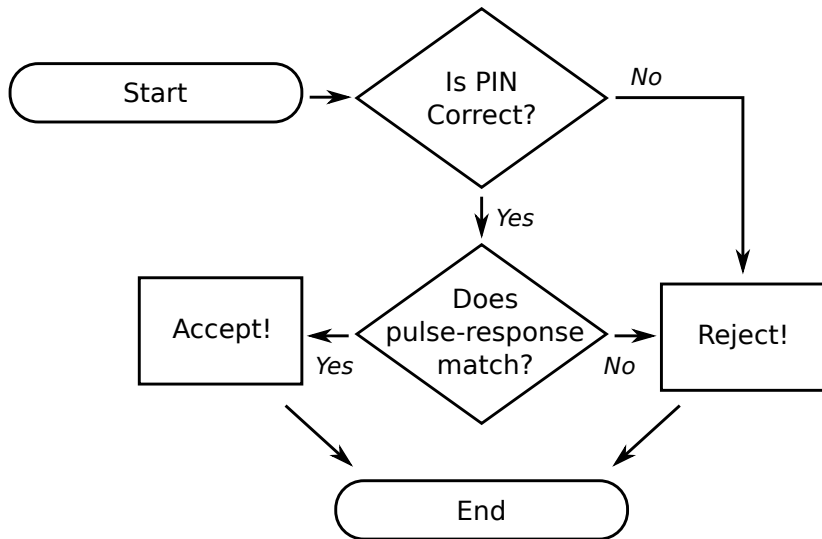 Start
Is PIN
Correct?
No
Yes
Does
pulse-response
match?
Accept!
Yes
No
Reject!
End